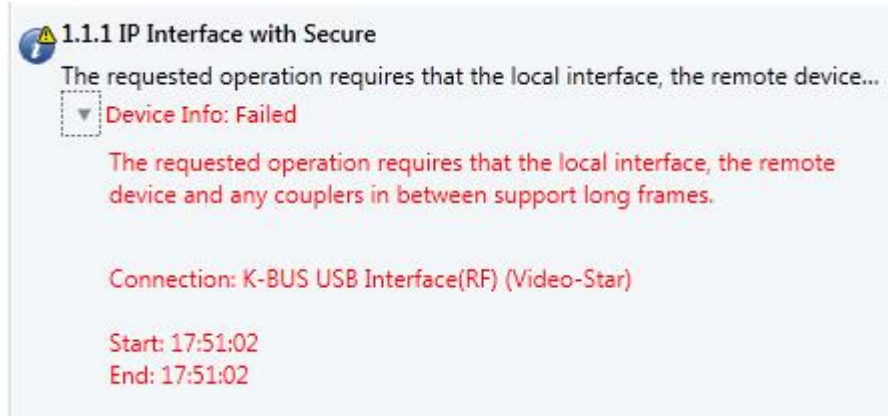 1.1.1 IP Interface with Secure
The requested operation requires that the local interface, the remote device...
Device Info: Failed
The requested operation requires that the local interface, the remote
device and any couplers in between support long frames.
Connection: K-BUS USB Interface(RF) (Video-Star)
Start: 17:51:02
End: 17:51:02